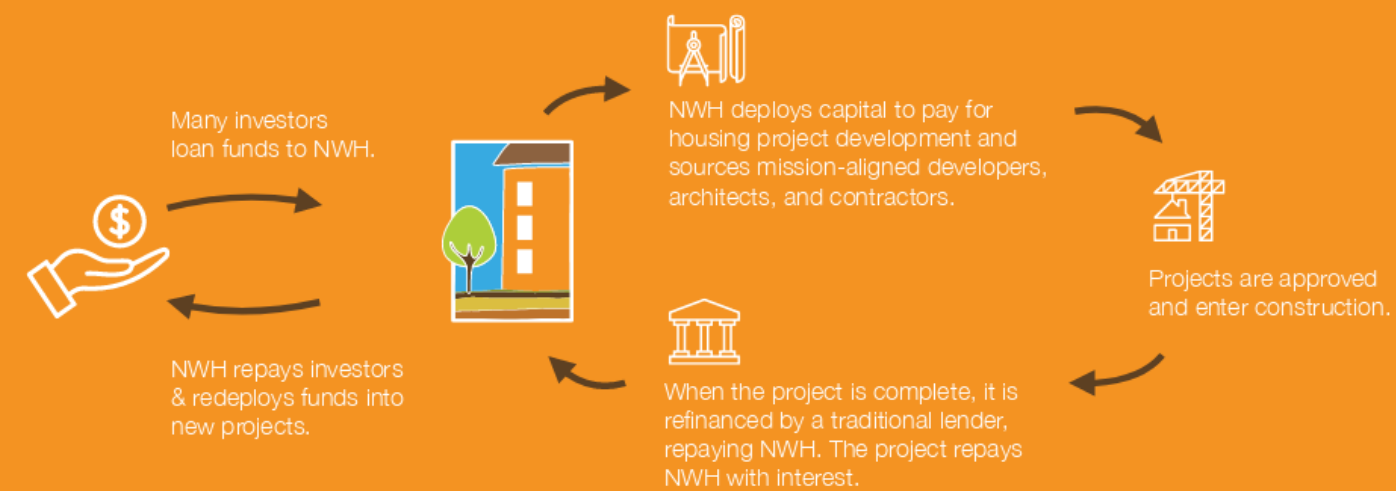 Many investors
loan funds to NWH.
NWH deploys capital to pay for
housing project development and
sources mission-aligned developers,
architects, and contractors.
Projects are approved
and enter construction.
When the project is complete, it is
refinanced by a traditional lender,
repaying NWH. The project repays
NWH with interest.
NWH repays investors
& redeploys funds into
new projects.
$